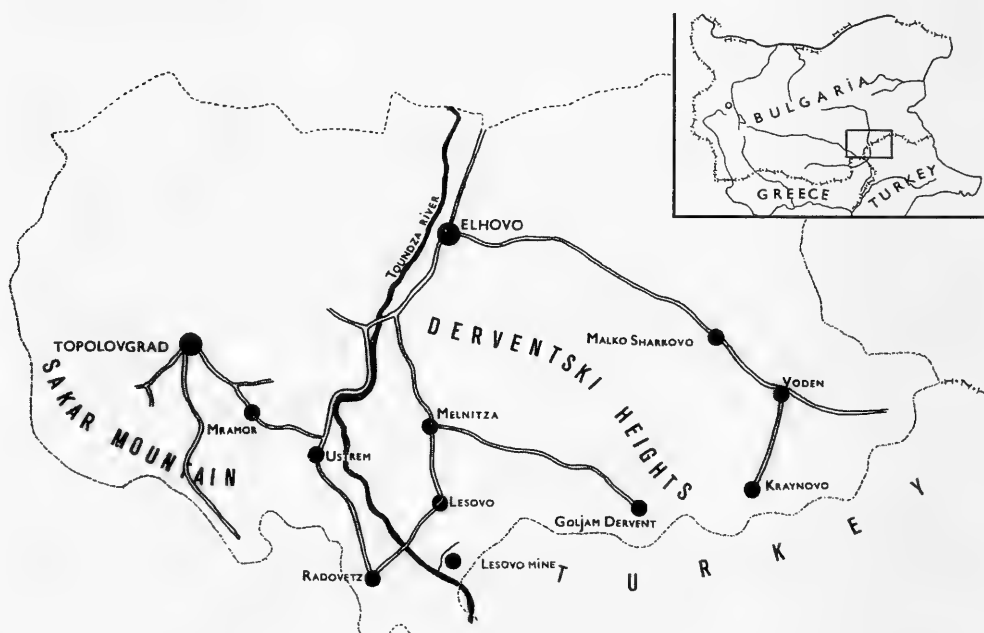 BULGARIA
GREECE
TURKEY
TOUNDZA RIVER
ELHOVO
DERVENTSKI HEIGHTS
MALKO SHARKOVO
TOPOLOVGRAD
VODEN
SAKAR MOUNTAIN
MRAMOR
MELNITZA
USTREM
KRAYNOVO
LESOVO
GOLJAM DERVENT
LESOVO MINE
RADOVETZ
TURKEY